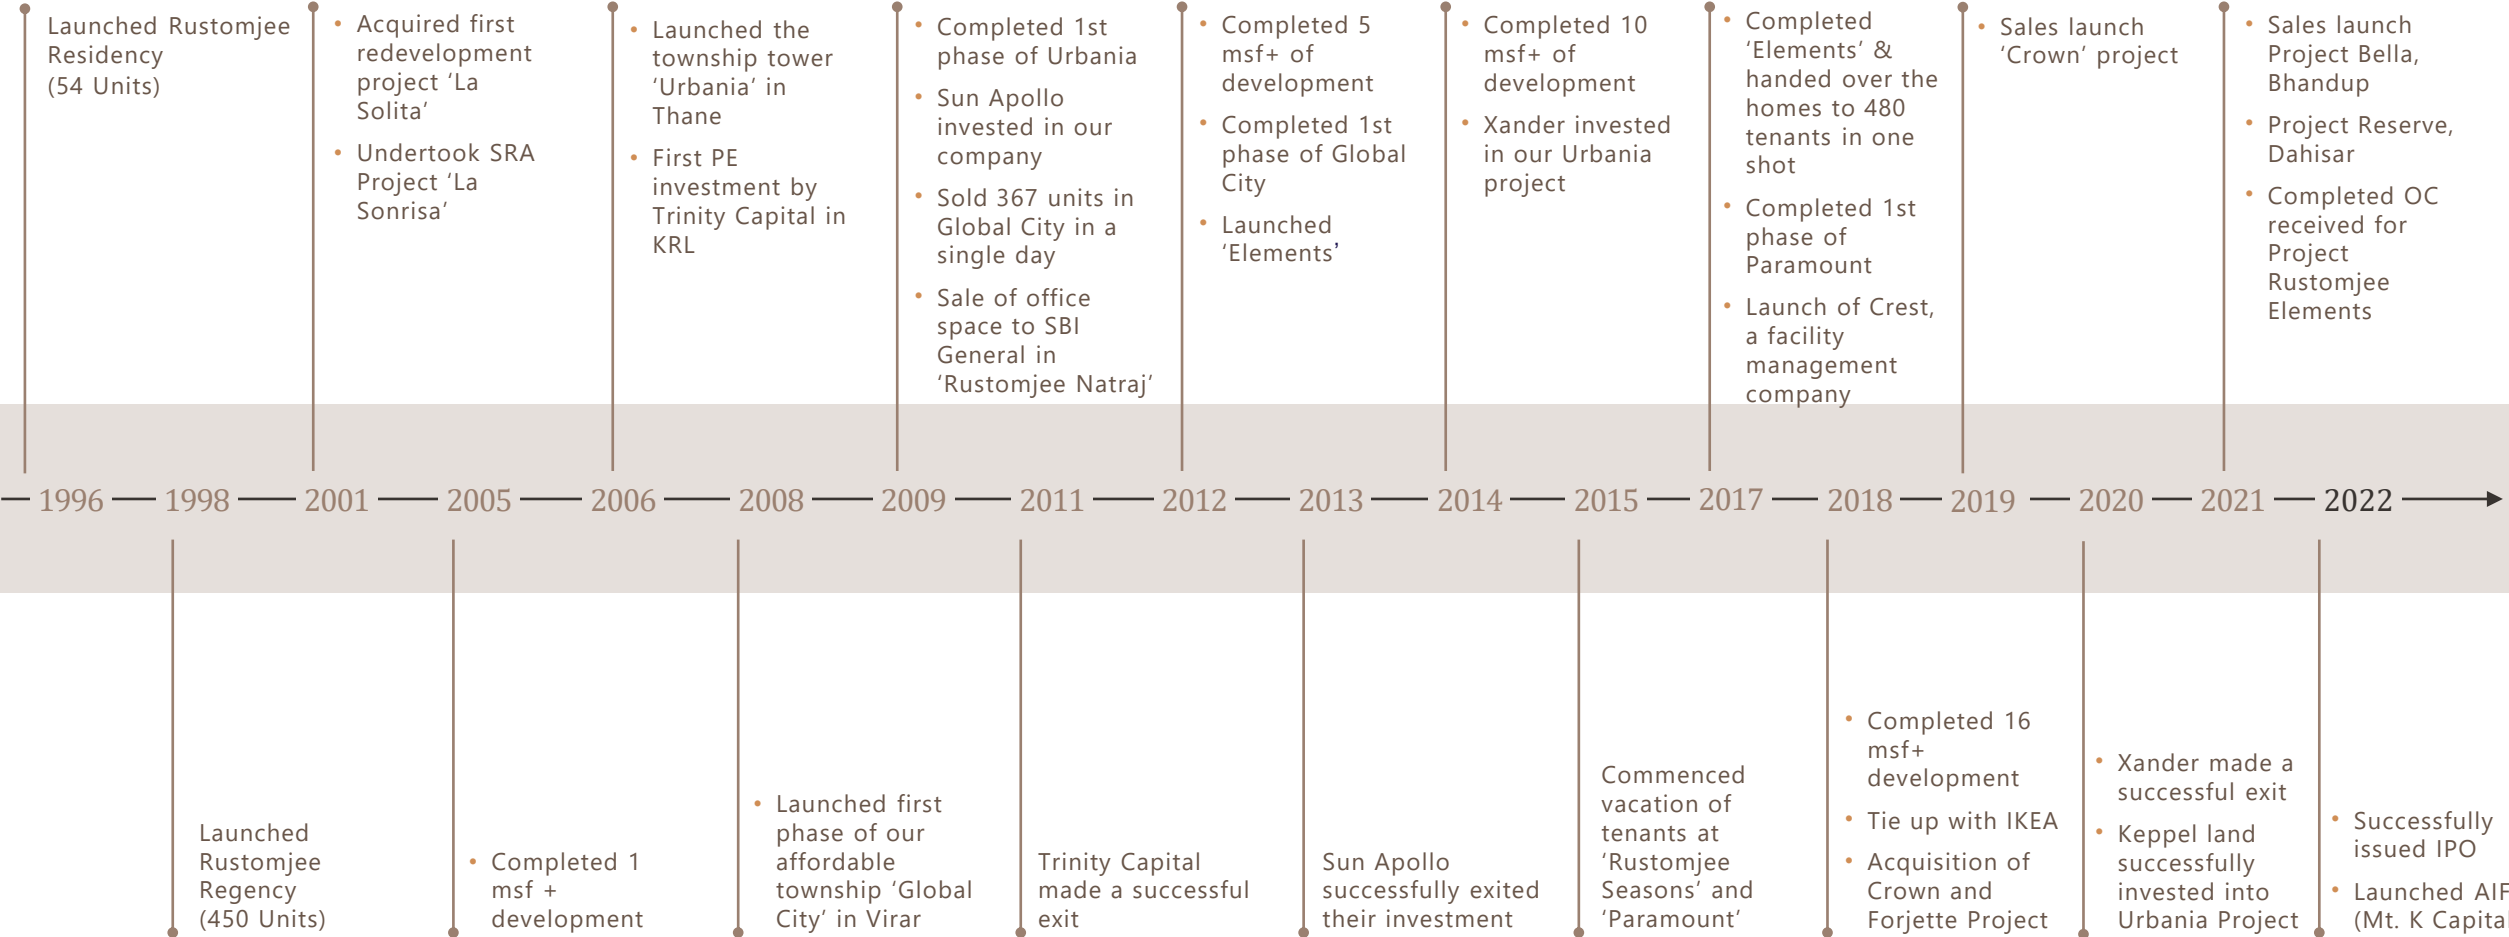 Launched Rustomjee
Residency
(54 Units)
• Acquired first
redevelopment
project ‘La
Solita’
• Undertook SRA
Project ‘La
Sonrisa’
• Launched the
township tower
‘Urbania’ in
Thane
• First PE
investment by
Trinity Capital in
KRL
• Completed 1st
phase of Urbania
• Sun Apollo
invested in our
company
• Sold 367 units in
Global City in a
single day
• Sale of office
space to SBI
General in
‘Rustomjee Natraj’
• Completed 5
msf+ of
development
• Completed 1st
phase of Global
City
• Launched
‘Elements’
• Completed 10
msf+ of
development
• Xander invested
in our Urbania
project
• Completed
‘Elements’ &
handed over the
homes to 480
tenants in one
shot
• Completed 1st
phase of
Paramount
• Launch of Crest,
a facility
management
company
• Sales launch
‘Crown’ project
• Sales launch
Project Bella,
Bhandup
• Project Reserve,
Dahisar
• Completed OC
received for
Project
Rustomjee
Elements
1996 1998 2001 2005 2006 2008 2009 2011 2012 2013 2014 2015 2017 2018 2019 2020 2021 2022
Launched
Rustomjee
Regency
(450 Units)
• Completed 1
msf +
development
• Launched first
phase of our
affordable
township ‘Global
City’ in Virar
Trinity Capital
made a successful
exit
Sun Apollo
successfully exited
their investment
Commenced
vacation of
tenants at
‘Rustomjee
Seasons’ and
‘Paramount’
• Completed 16
msf+
development
• Tie up with IKEA
• Acquisition of
Crown and
Forjette Project
• Xander made a
successful exit
• Keppel land
successfully
invested into
Urbania Project
• Successfully
issued IPO
• Launched AIF
(Mt. K Capital